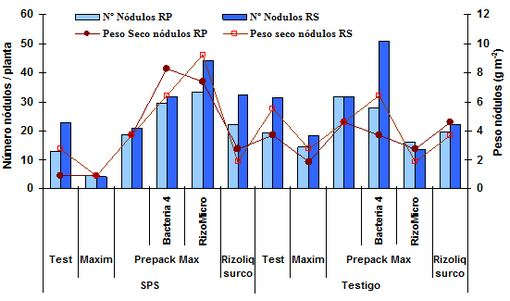 N° Nódulos RP
N° Nodulos RS
Peso Seco nódulos RP
Peso seco nódulos RS
Número nódulos / planta
60
50
40
30
20
10
0
Peso nódulos (g m-2)
12
10
8
6
4
2
0
Bacteria 4
RizoMicro
Bacteria 4
RizoMicro
Test
Maxim
Prepack Max
Rizoliq
surco
Test
Maxim
Prepack Max
Rizoliq
surco
SPS
Testigo